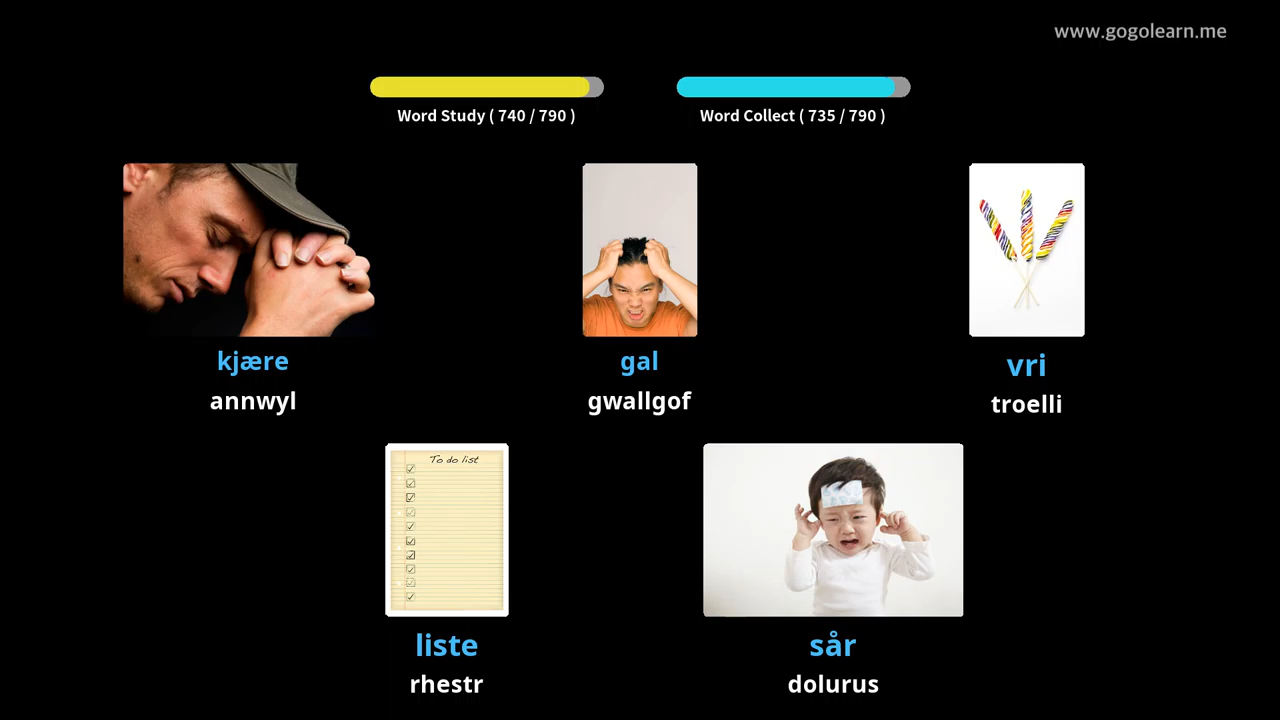 www.gogolearn.me
Word Study ( 740 / 790 )
Word Collect ( 735 / 790 )
kjære
annwyl
gal
gwallgof
vri
troelli
To do list
liste
rhestr
sår
dolurus